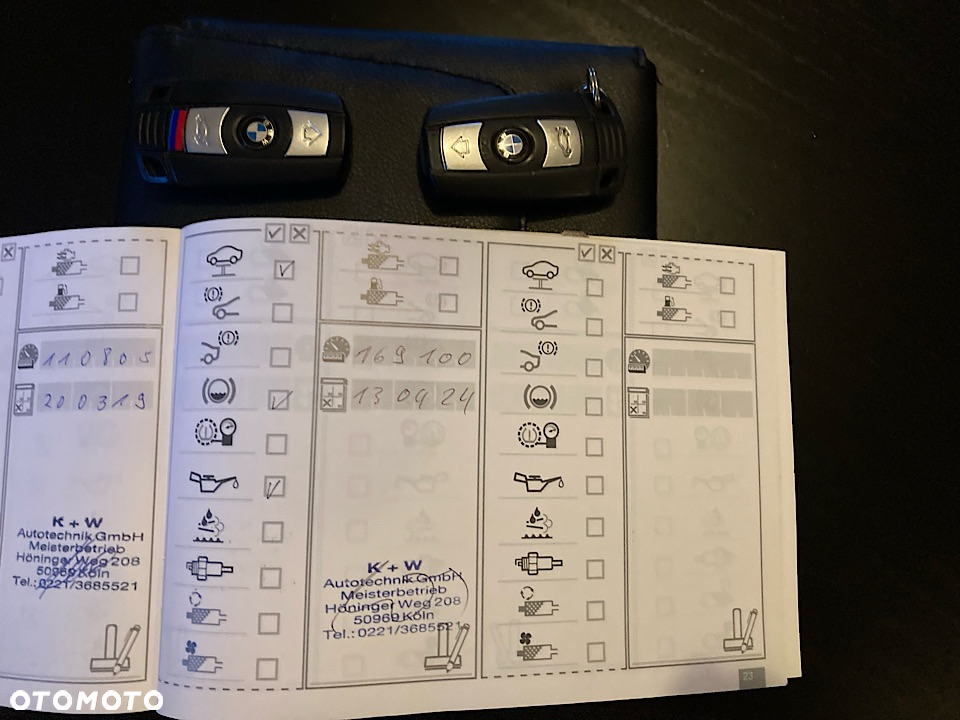 110805
200319
K + W
Autotechnik GmbH
Meisterbetrieb
Höninger Weg 208
50969 Köln
Tel.: 0221/3685521
169100
130924
K + W
Autotechnik GmbH
Meisterbetrieb
Höninger Weg 208
50969 Köln
Tel.: 0221/3685521
23
OTOMOTO